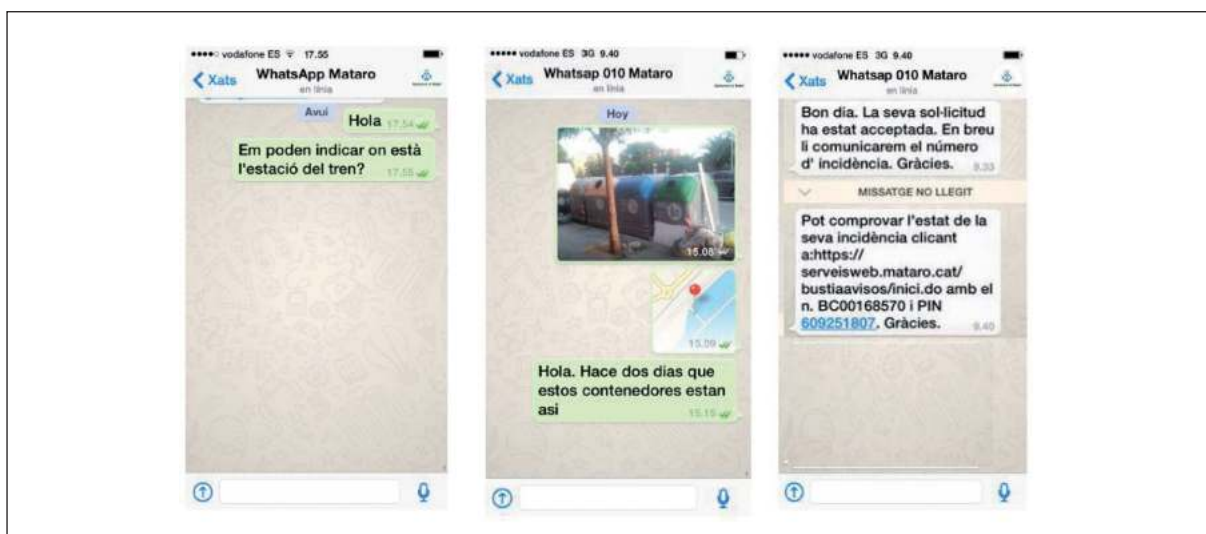 vodafone ES 17.55
Xats
WhatsApp Mataro
en línia
Avui
Hola 17.54
Em poden indicar on està
l'estació del tren? 17.55
vodafone ES 3G 9.40
Xats
Whatsap 010 Mataro
en línia
Hoy
15.08
15.09
Hola. Hace dos dias que
estos contenedores estan
asi 15.15
vodafone ES 3G 9.40
Xats
Whatsap 010 Mataro
en línia
Bon dia. La seva sol·licitud
ha estat acceptada. En breu
li comunicarem el número
d' incidència. Gràcies. 9.33
MISSATGE NO LLEGIT
Pot comprovar l'estat de la
seva incidència clicant
a:https://
serveisweb.mataro.cat/
bustiaavisos/inici.do amb el
n. BC00168570 i PIN
609251807. Gràcies. 9.40